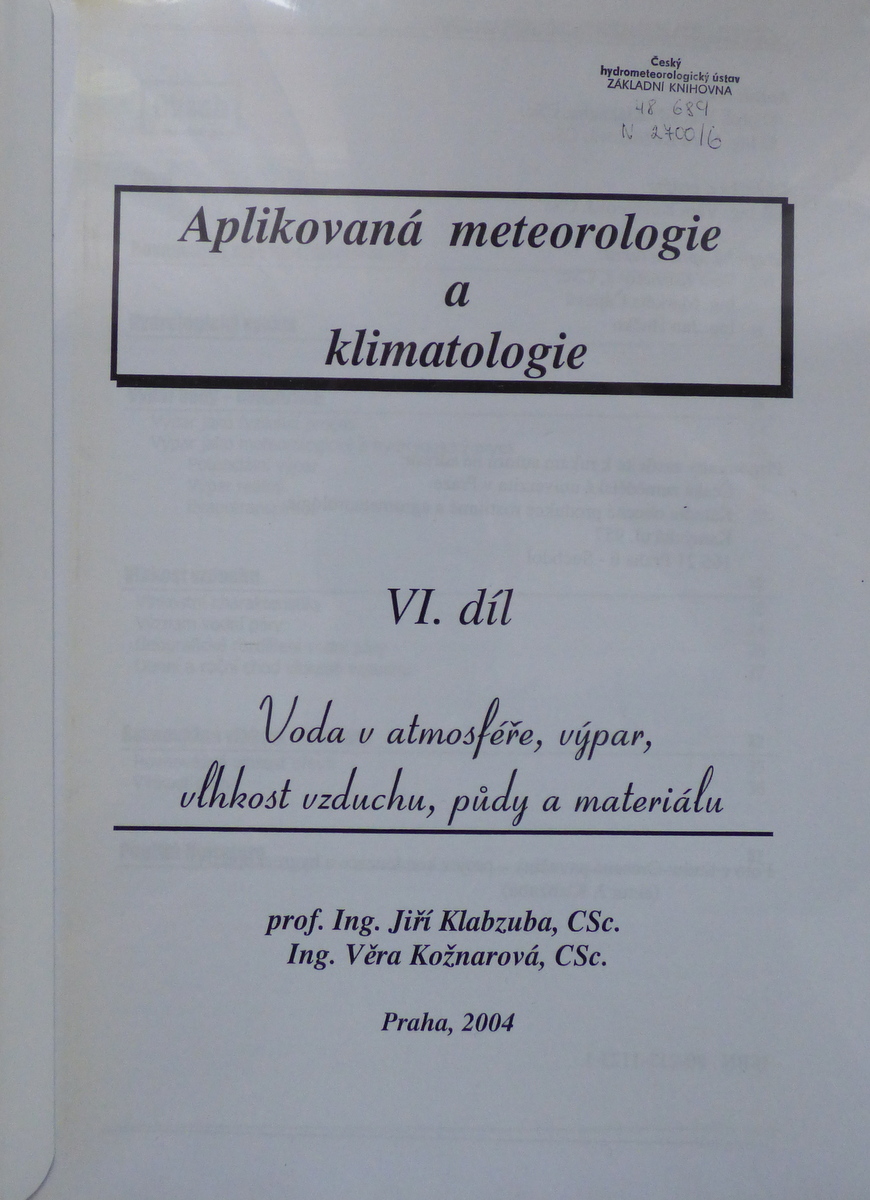 Český
hydrometeorologický ústav
ZÁKLADNÍ KNIHOVNA
48 689
N 2700/6
Aplikovaná meteorologie
a
klimatologie
VI. díl
Voda v atmosféře, výpar,
vlhkost vzduchu, půdy a materiálu
prof. Ing. Jiří Klabzuba, CSc.
Ing. Věra Kožnarová, CSc.
Praha, 2004